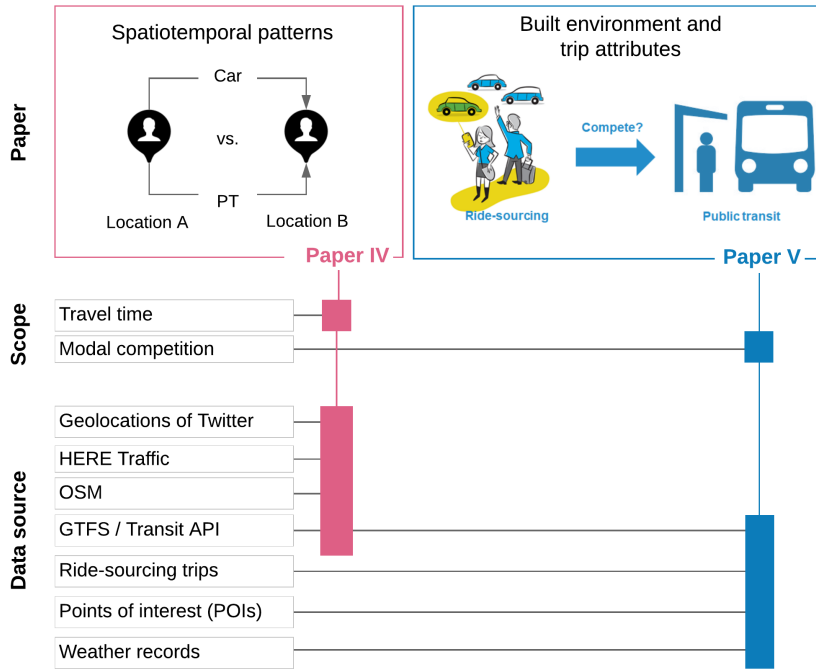 Paper
Spatiotemporal patterns
Car
vs.
PT
Location A
Location B
Paper IV
Built environment and
trip attributes
Compete?
Ride-sourcing
Public transit
Paper V
Scope
Travel time
Modal competition
Data source
Geolocations of Twitter
HERE Traffic
OSM
GTFS / Transit API
Ride-sourcing trips
Points of interest (POIs)
Weather records